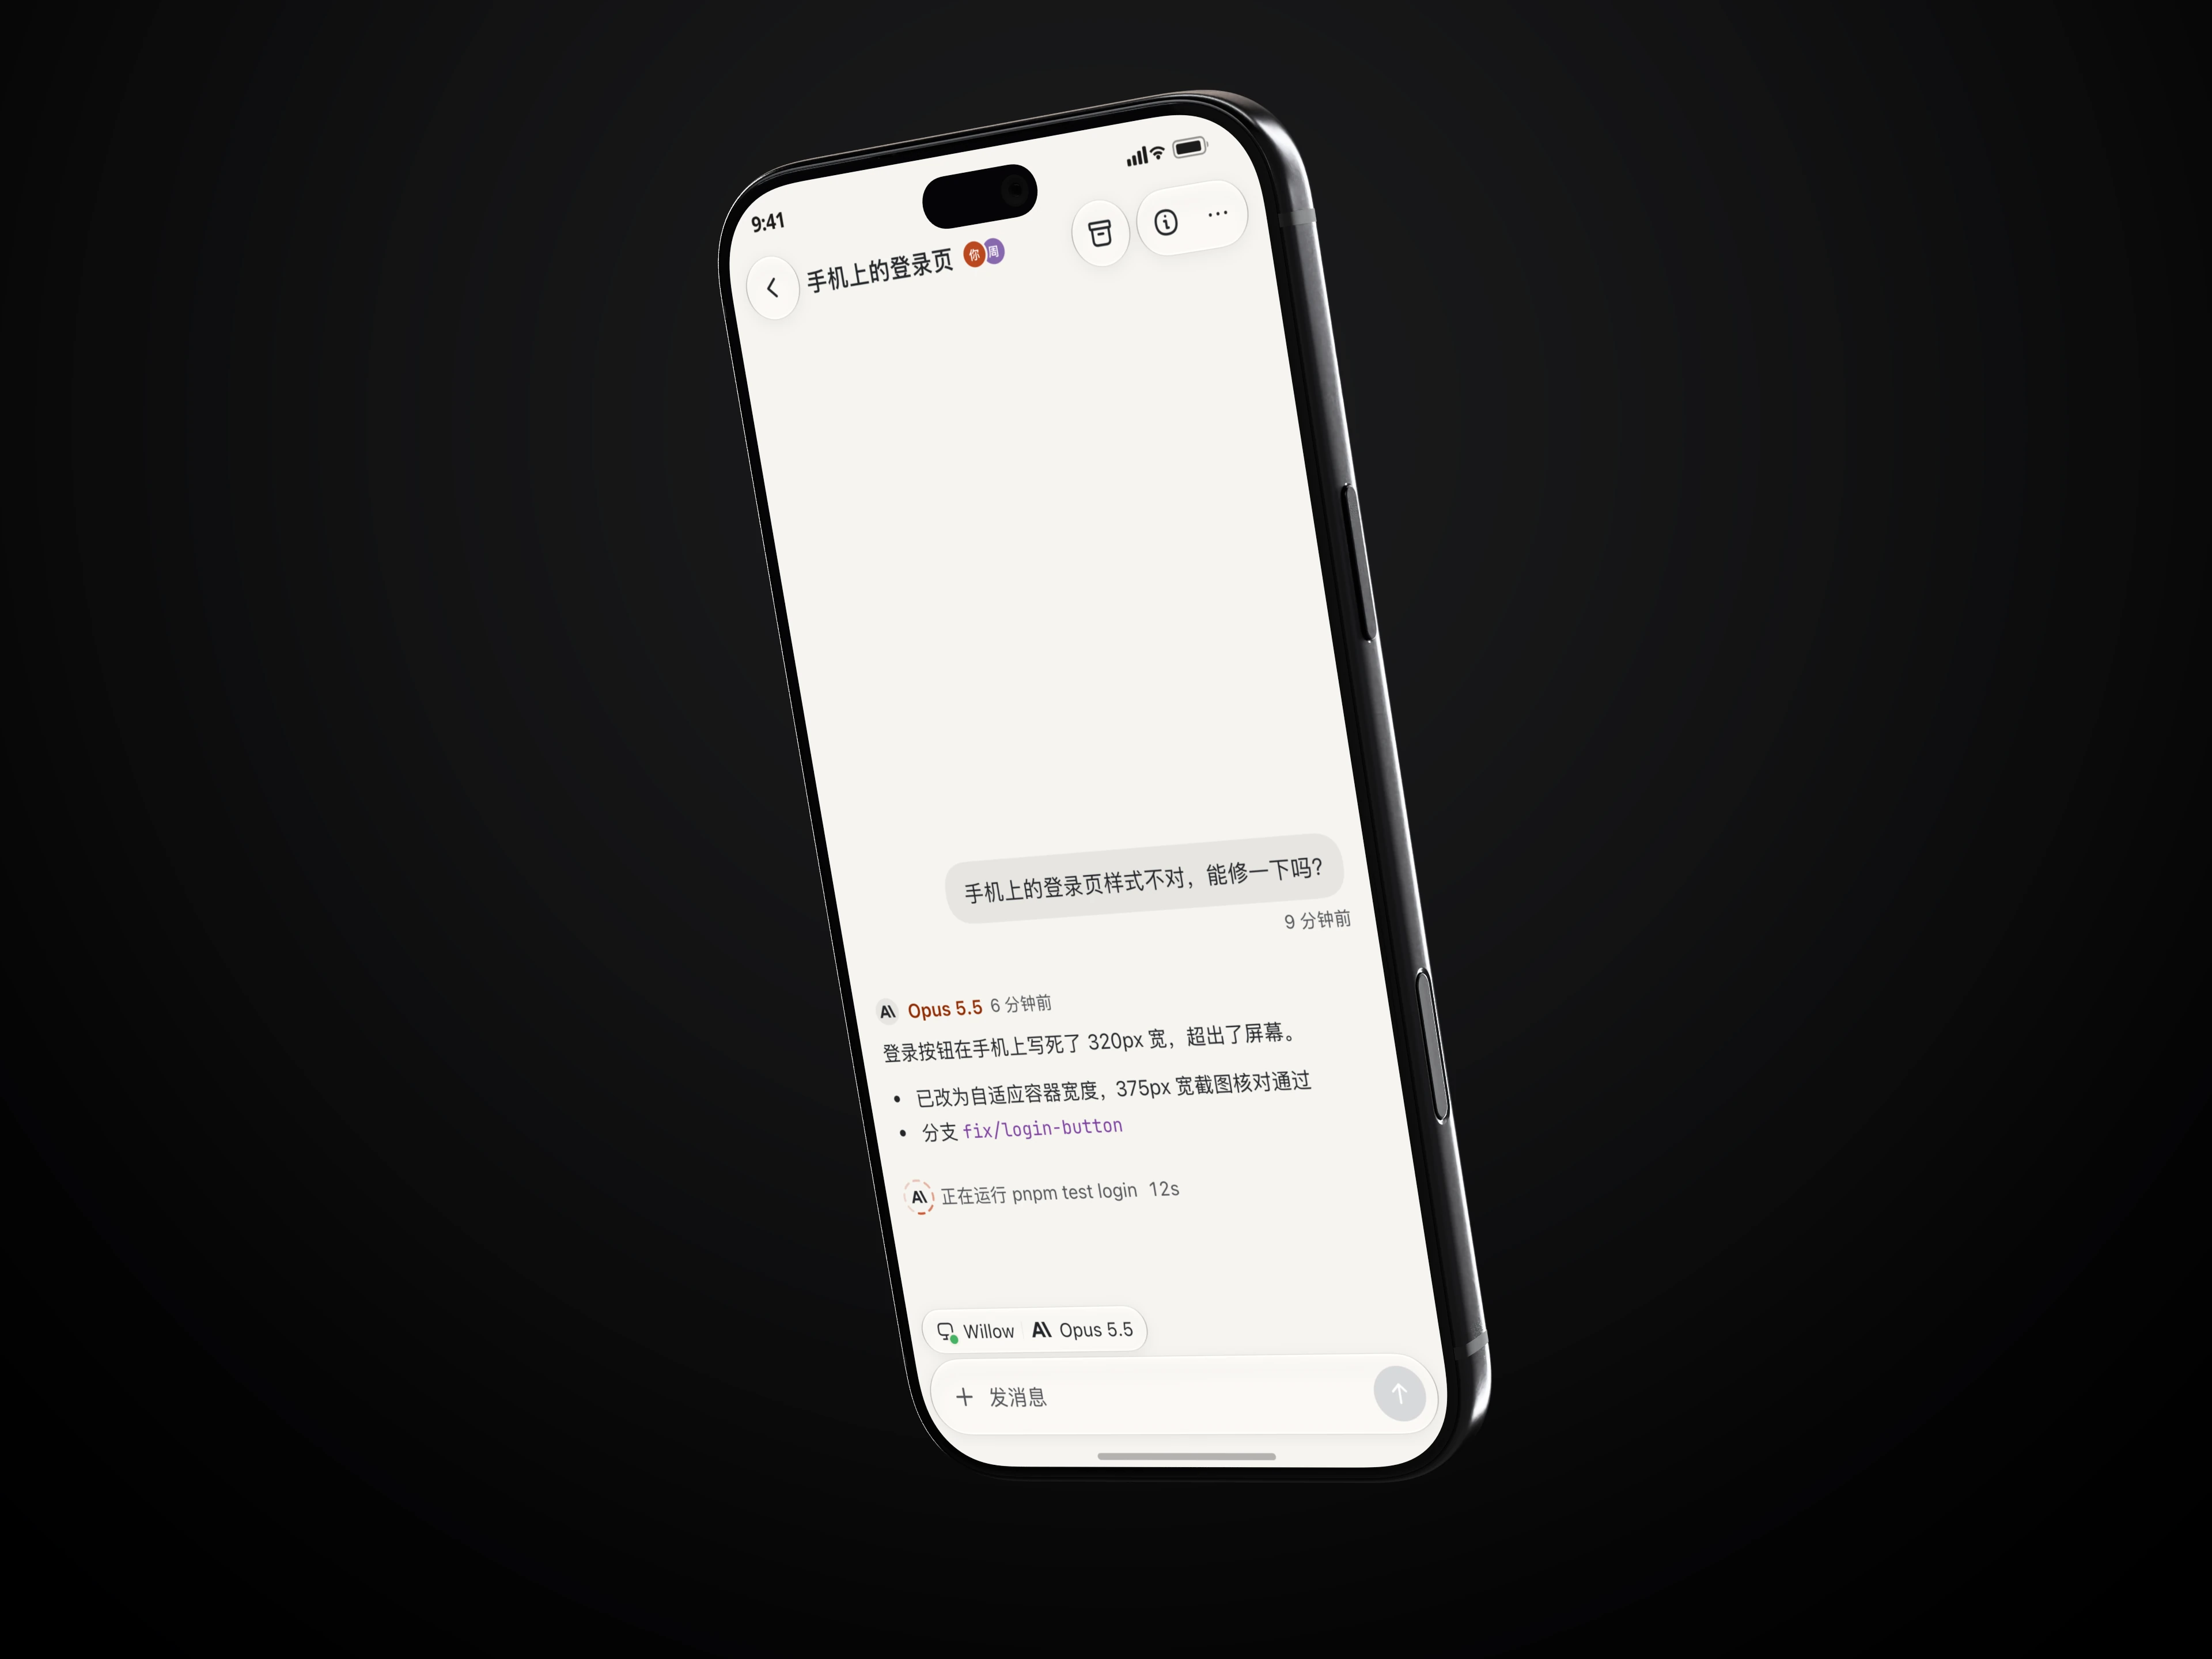 9:41
手机上的登录页 你 周
手机上的登录页样式不对，能修一下吗？
9 分钟前
Opus 5.5 6 分钟前
登录按钮在手机上写死了 320px 宽，超出了屏幕。
• 已改为自适应容器宽度，375px 宽截图核对通过
• 分支 fix/login-button
正在运行 pnpm test login 12s
Willow Opus 5.5
发消息